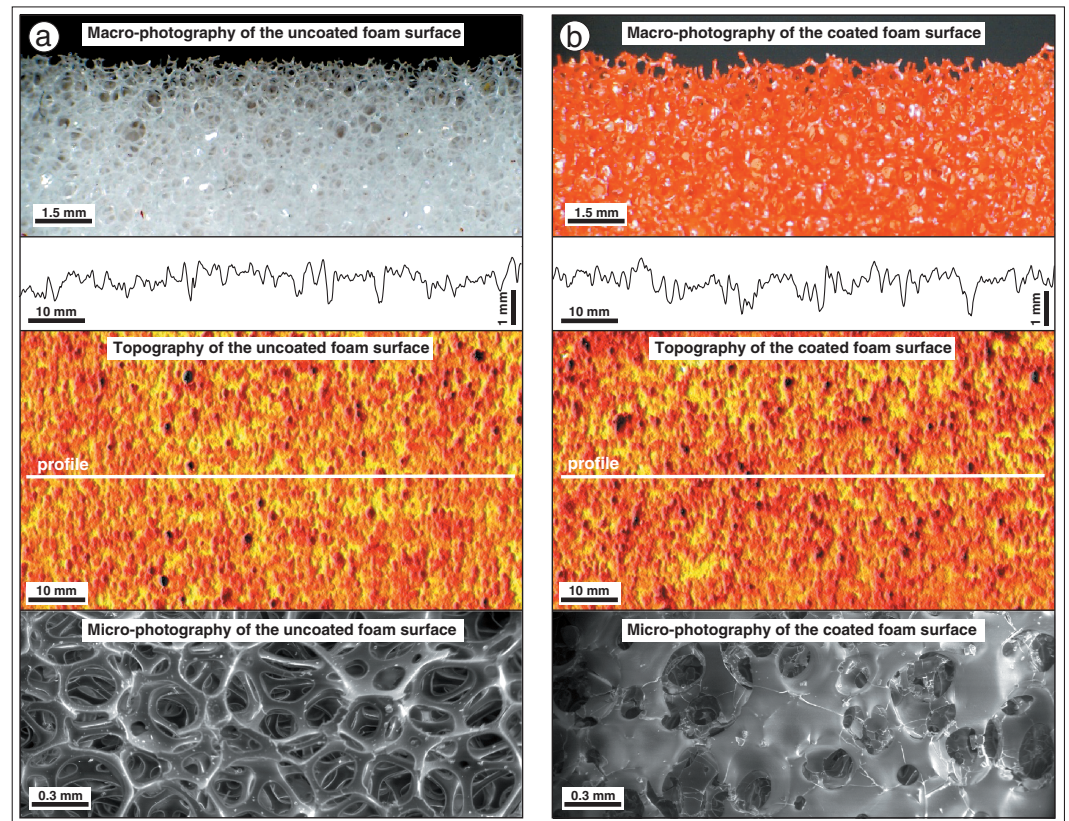 a
Macro-photography of the uncoated foam surface
1.5 mm
10 mm
1 mm
Topography of the uncoated foam surface
profile
10 mm
Micro-photography of the uncoated foam surface
0.3 mm
b
Macro-photography of the coated foam surface
1.5 mm
10 mm
1 mm
Topography of the coated foam surface
profile
10 mm
Micro-photography of the coated foam surface
0.3 mm